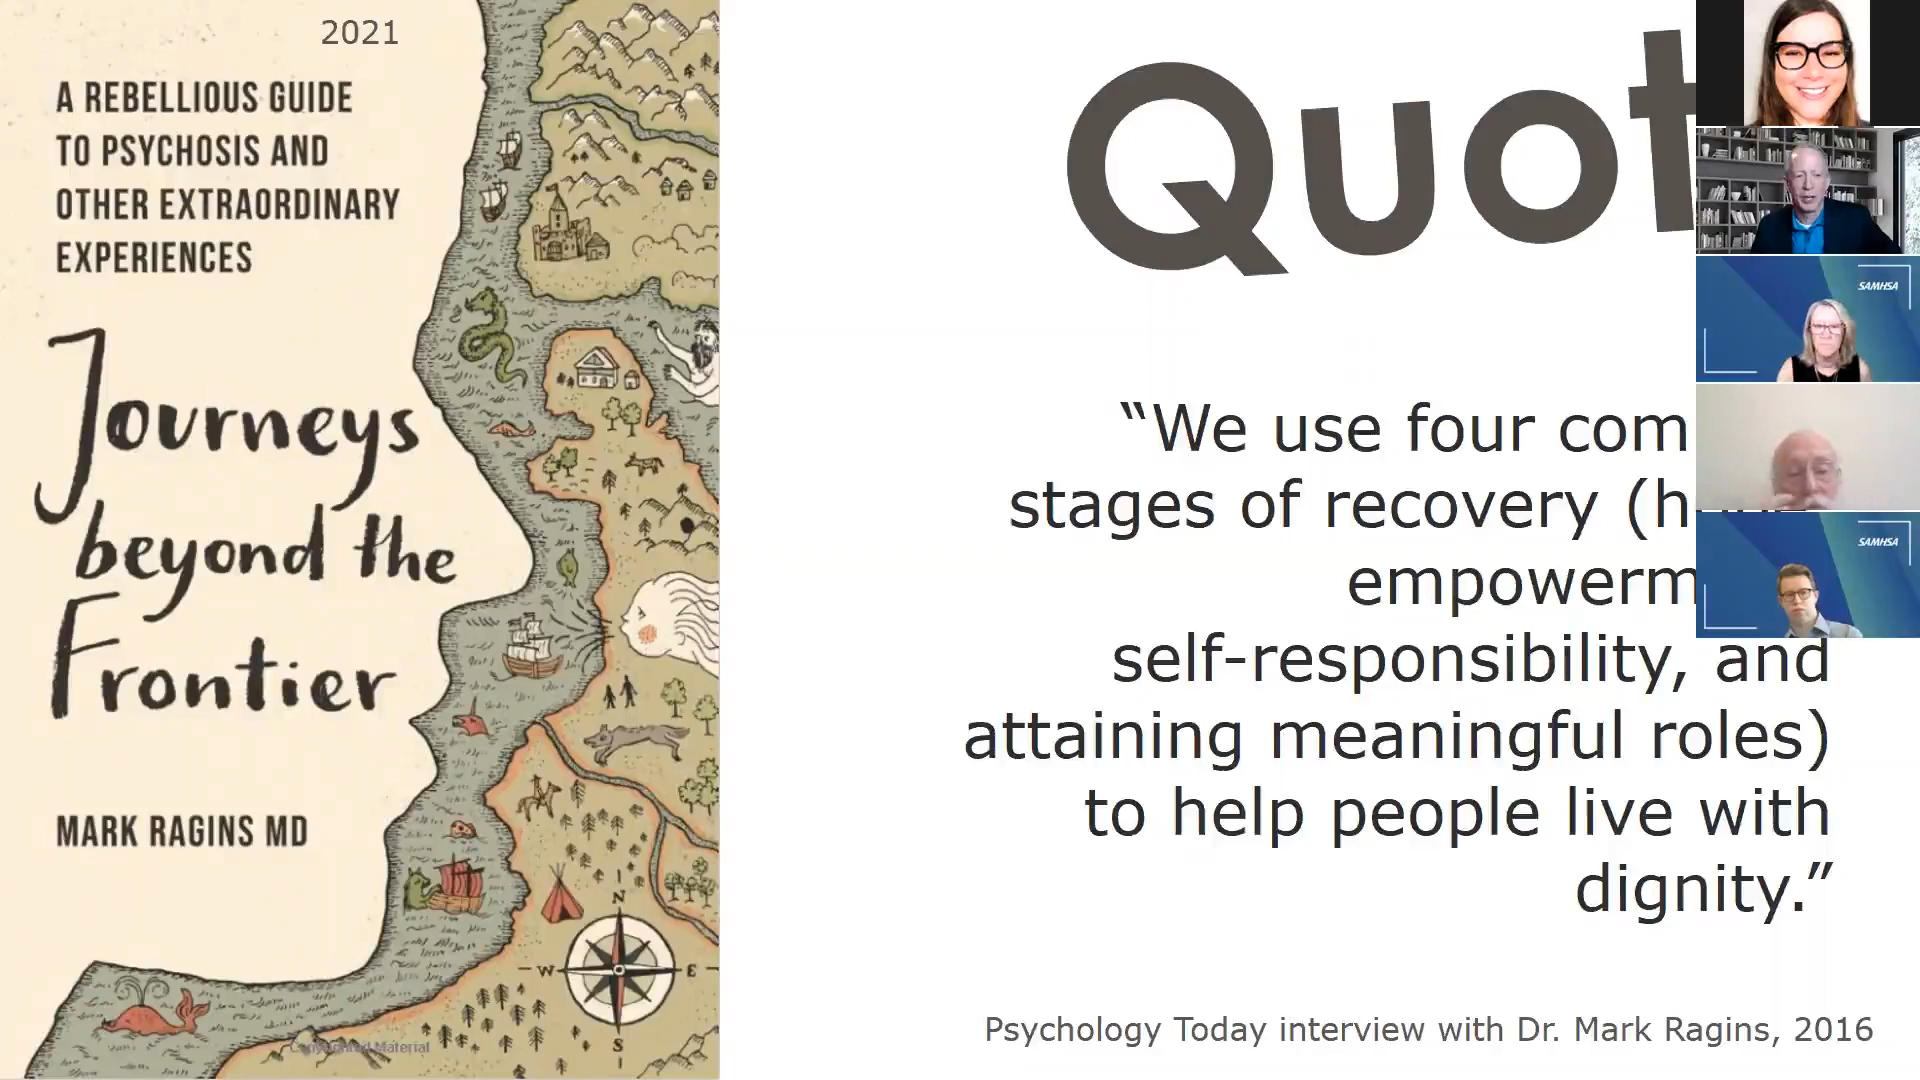 2021
A REBELLIOUS GUIDE
TO PSYCHOSIS AND
OTHER EXTRAORDINARY
EXPERIENCES
Journeys
beyond the
Frontier
MARK RAGINS MD
N
W E
S
Material
Quot
“We use four com
stages of recovery (h
empowerm
self-responsibility, and
attaining meaningful roles)
to help people live with
dignity.”
Psychology Today interview with Dr. Mark Ragins, 2016
SAMHSA
SAMHSA